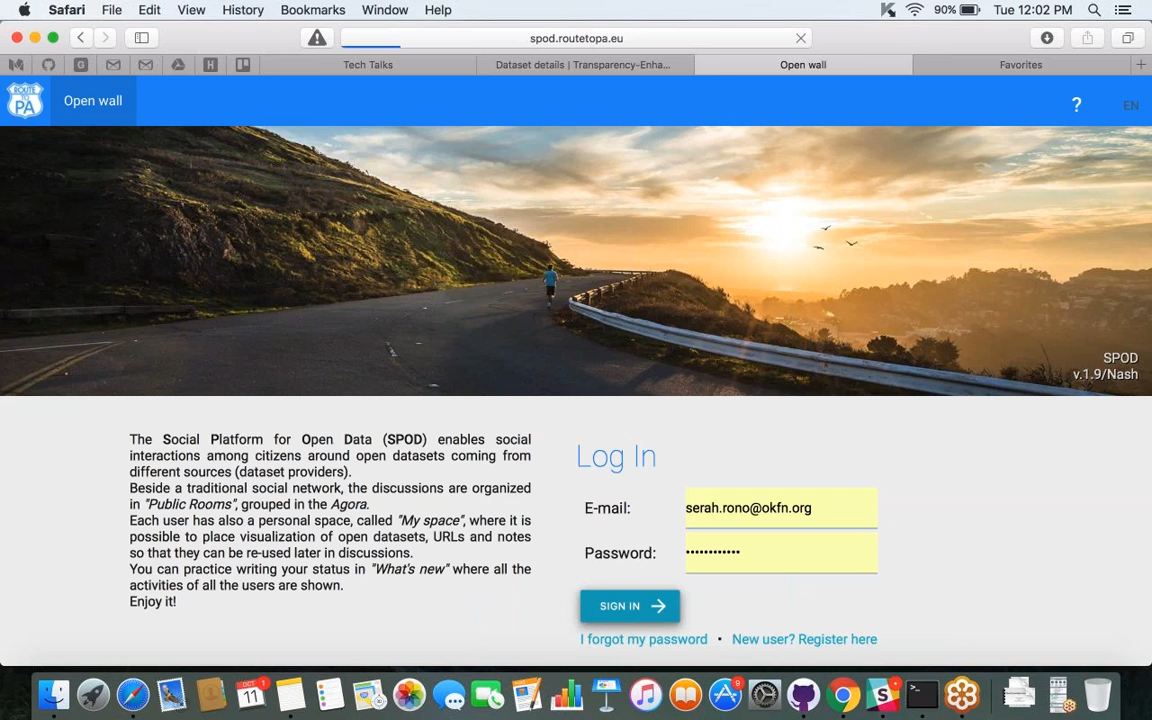 Safari File Edit View History Bookmarks Window Help 90% Tue 12:02 PM
spod.routetopa.eu
Tech Talks Dataset details | Transparency-Enha... Open wall Favorites
ROUTE TO PA Open wall ? EN
SPOD
v.1.9/Nash
The Social Platform for Open Data (SPOD) enables social
interactions among citizens around open datasets coming from
different sources (dataset providers).
Beside a traditional social network, the discussions are organized
in "Public Rooms", grouped in the Agora.
Each user has also a personal space, called "My space", where it is
possible to place visualization of open datasets, URLs and notes
so that they can be re-used later in discussions.
You can practice writing your status in "What's new" where all the
activities of all the users are shown.
Enjoy it!
Log In
E-mail: serah.rono@okfn.org
Password: ••••••••••••
SIGN IN
I forgot my password • New user? Register here
OCT 1
11
9